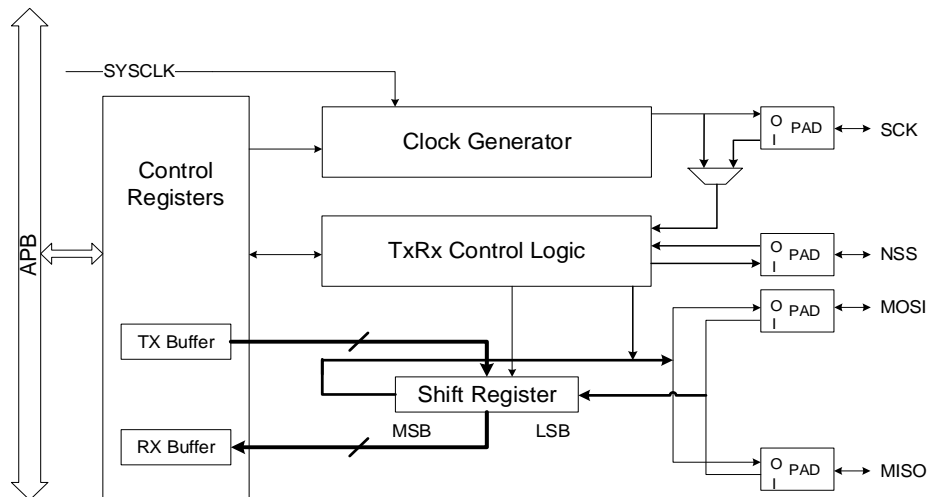 SYSCLK
Clock Generator
O
I
PAD
SCK
Control
Registers
APB
TxRx Control Logic
O
I
PAD
NSS
O
I
PAD
MOSI
TX Buffer
Shift Register
MSB
LSB
RX Buffer
O
I
PAD
MISO